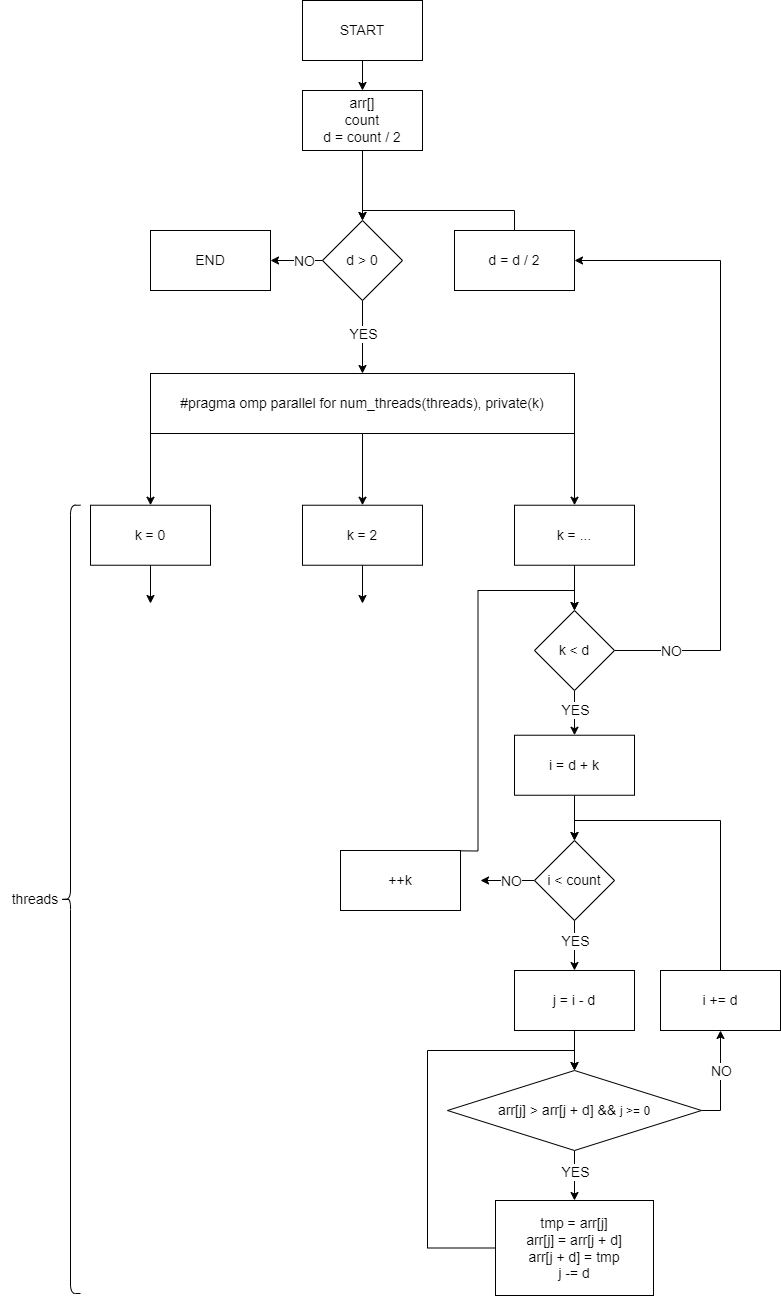 START
arr[]
count
d = count / 2
END
NO
d > 0
d = d / 2
YES
#pragma omp parallel for num_threads(threads), private(k)
k = 0
k = 2
k = ...
k < d
NO
YES
i = d + k
++k
NO
i < count
threads
YES
j = i - d
i += d
NO
arr[j] > arr[j + d] && j >= 0
YES
tmp = arr[j]
arr[j] = arr[j + d]
arr[j + d] = tmp
j -= d